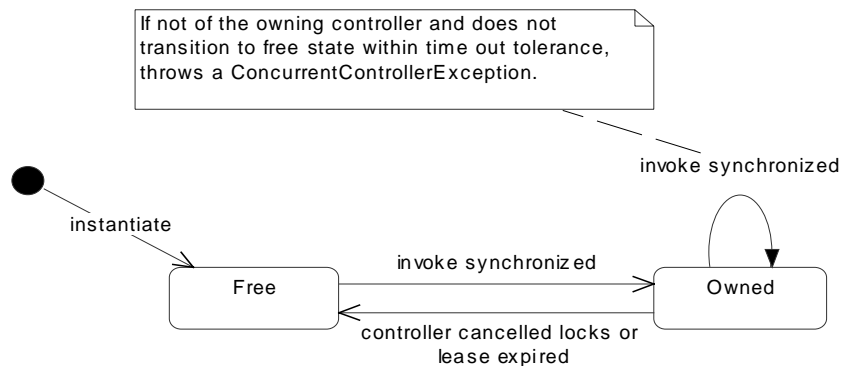 If not of the owning controller and does not
transition to free state within time out tolerance,
throws a ConcurrentControllerException.
invoke synchronized
instantiate
invoke synchronized
Free
Owned
controller cancelled locks or
lease expired